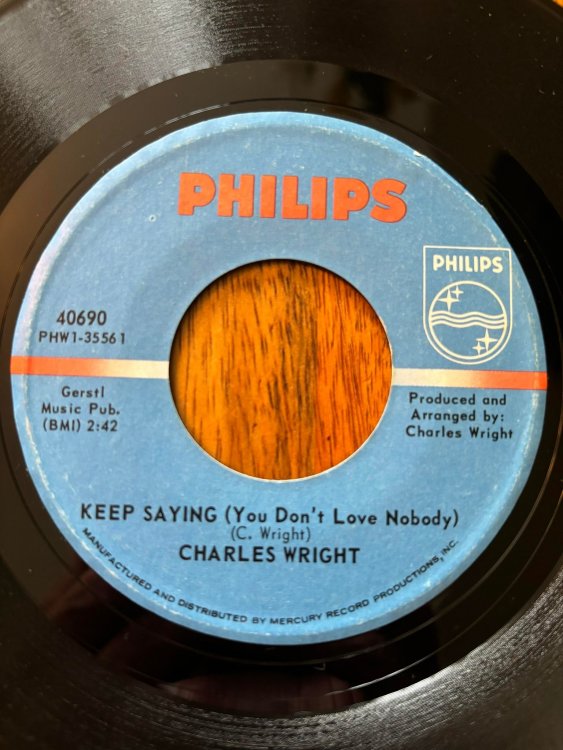 PHILIPS
PHILIPS
40690
PHW1-35561
Gerstl
Music Pub.
(BMI) 2:42
Produced and
Arranged by:
Charles Wright
KEEP SAYING (You Don't Love Nobody)
(C. Wright)
CHARLES WRIGHT
MANUFACTURED AND DISTRIBUTED BY MERCURY RECORD PRODUCTIONS, INC.